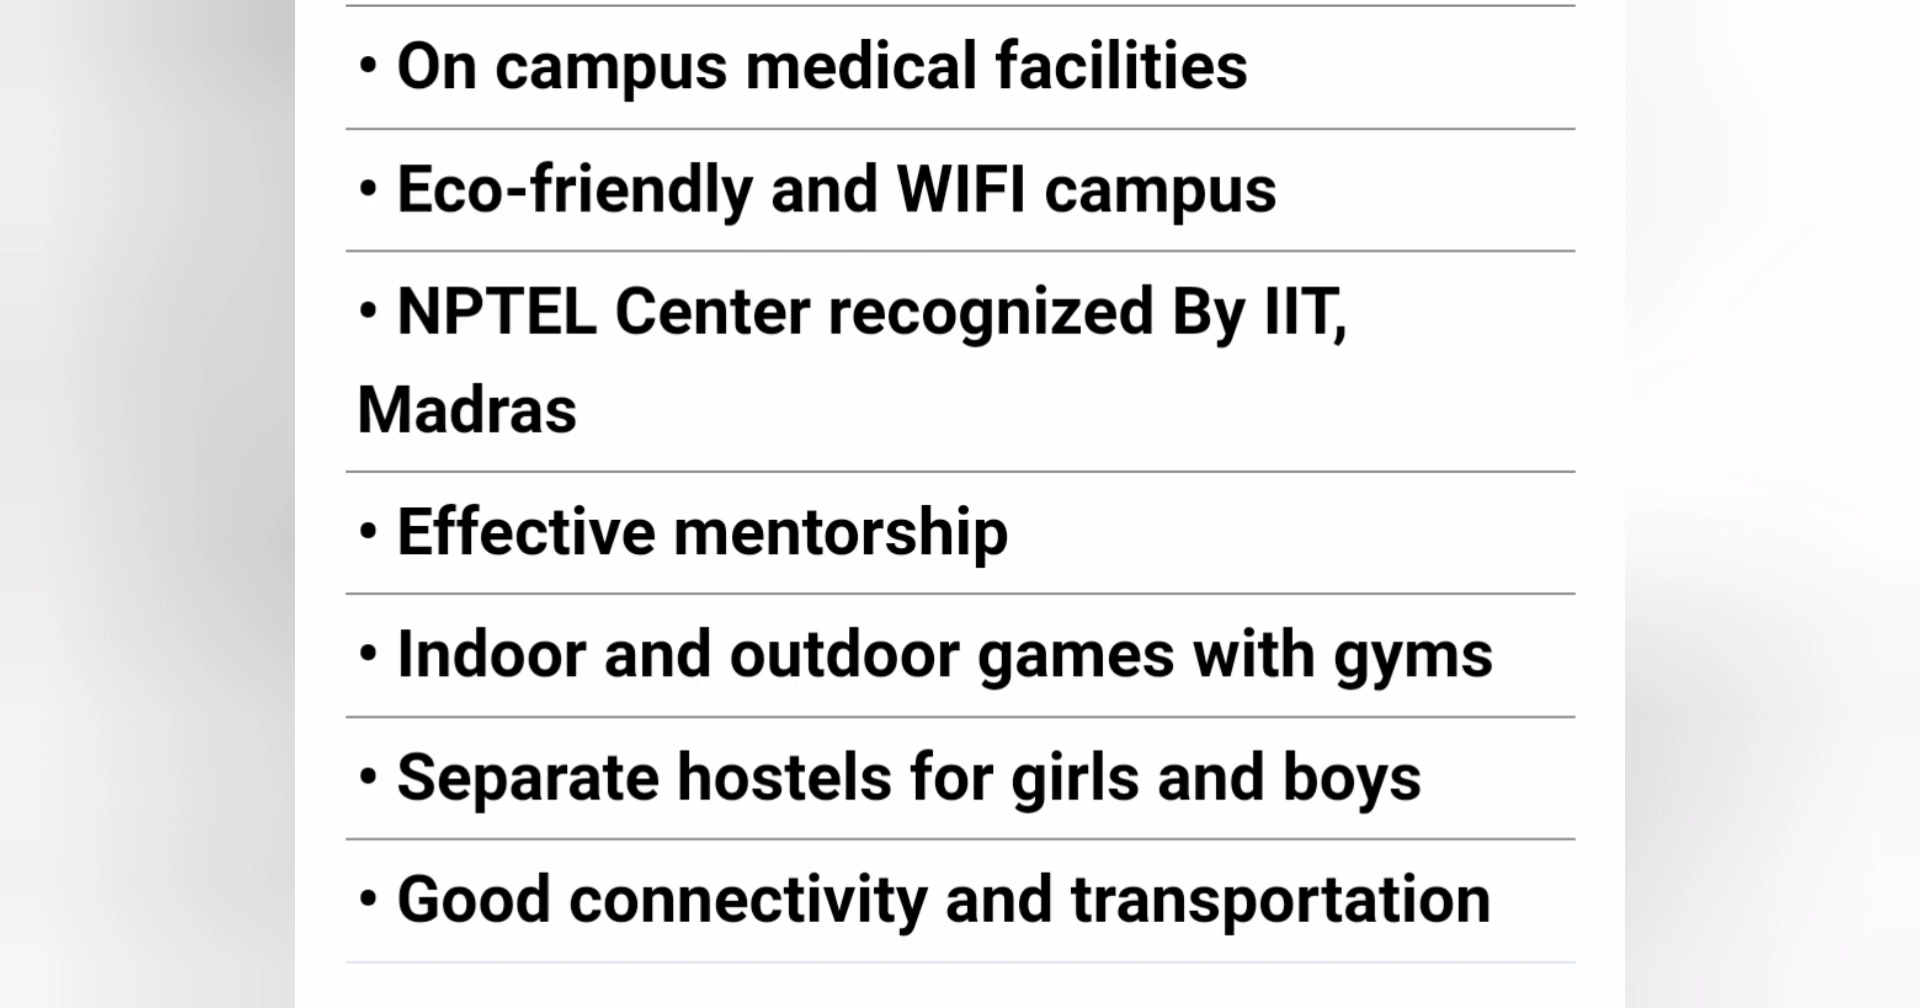 • On campus medical facilities
• Eco-friendly and WIFI campus
• NPTEL Center recognized By IIT,
Madras
• Effective mentorship
• Indoor and outdoor games with gyms
• Separate hostels for girls and boys
• Good connectivity and transportation